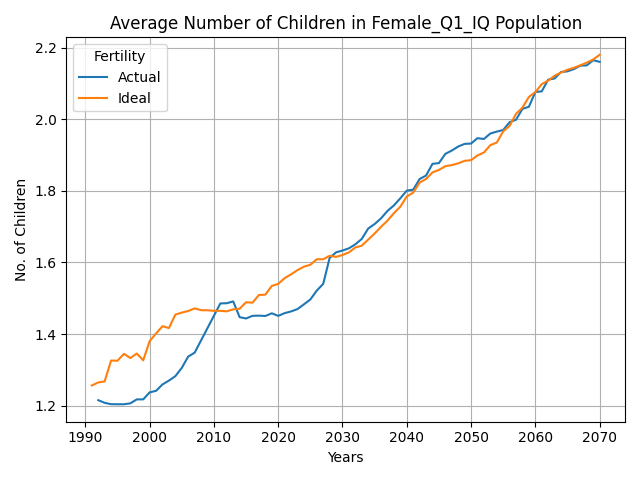 Average Number of Children in Female_Q1_IQ Population
Fertility
Actual
Ideal
No. of Children
2.2
2.0
1.8
1.6
1.4
1.2
1990 2000 2010 2020 2030 2040 2050 2060 2070
Years